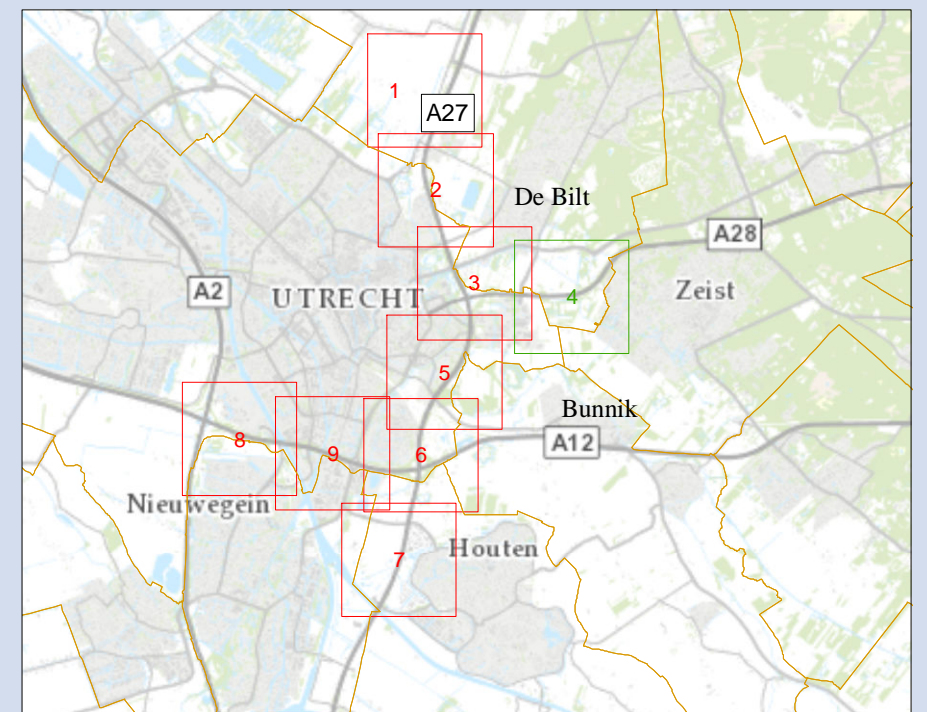 1
A27
2
De Bilt
A28
3
4
Zeist
A2
UTRECHT
5
Bunnik
8
9
6
A12
Nieuwegein
7
Houten